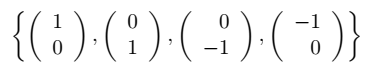 {( 1 ), ( 0 ), ( 0 ), ( −1 )}
{( 0 ), ( 1 ), ( −1 ), ( 0 )}